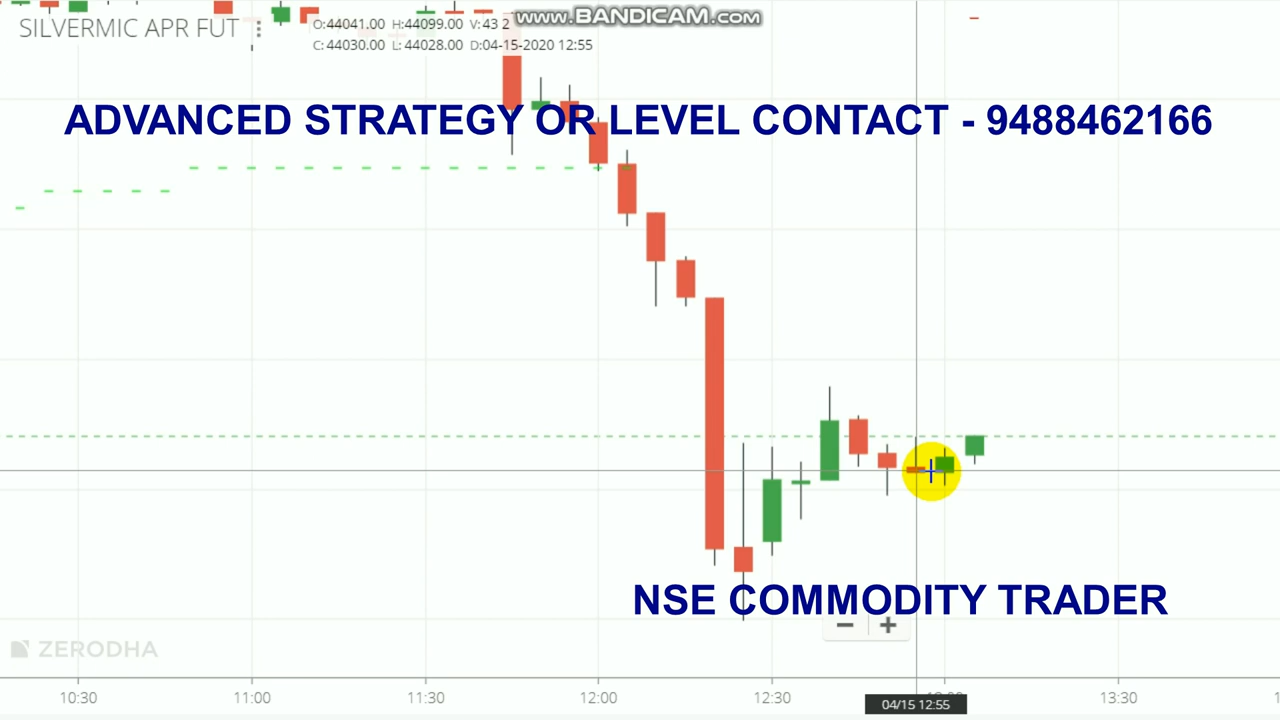 www.BANDICAM.com
SILVERMIC APR FUT
O:44041.00 H:44099.00 V:43 2
C:44030.00 L:44028.00 D:04-15-2020 12:55
ADVANCED STRATEGY OR LEVEL CONTACT - 9488462166
NSE COMMODITY TRADER
ZERODHA
10:30 11:00 11:30 12:00 12:30 13:30
04/15 12:55